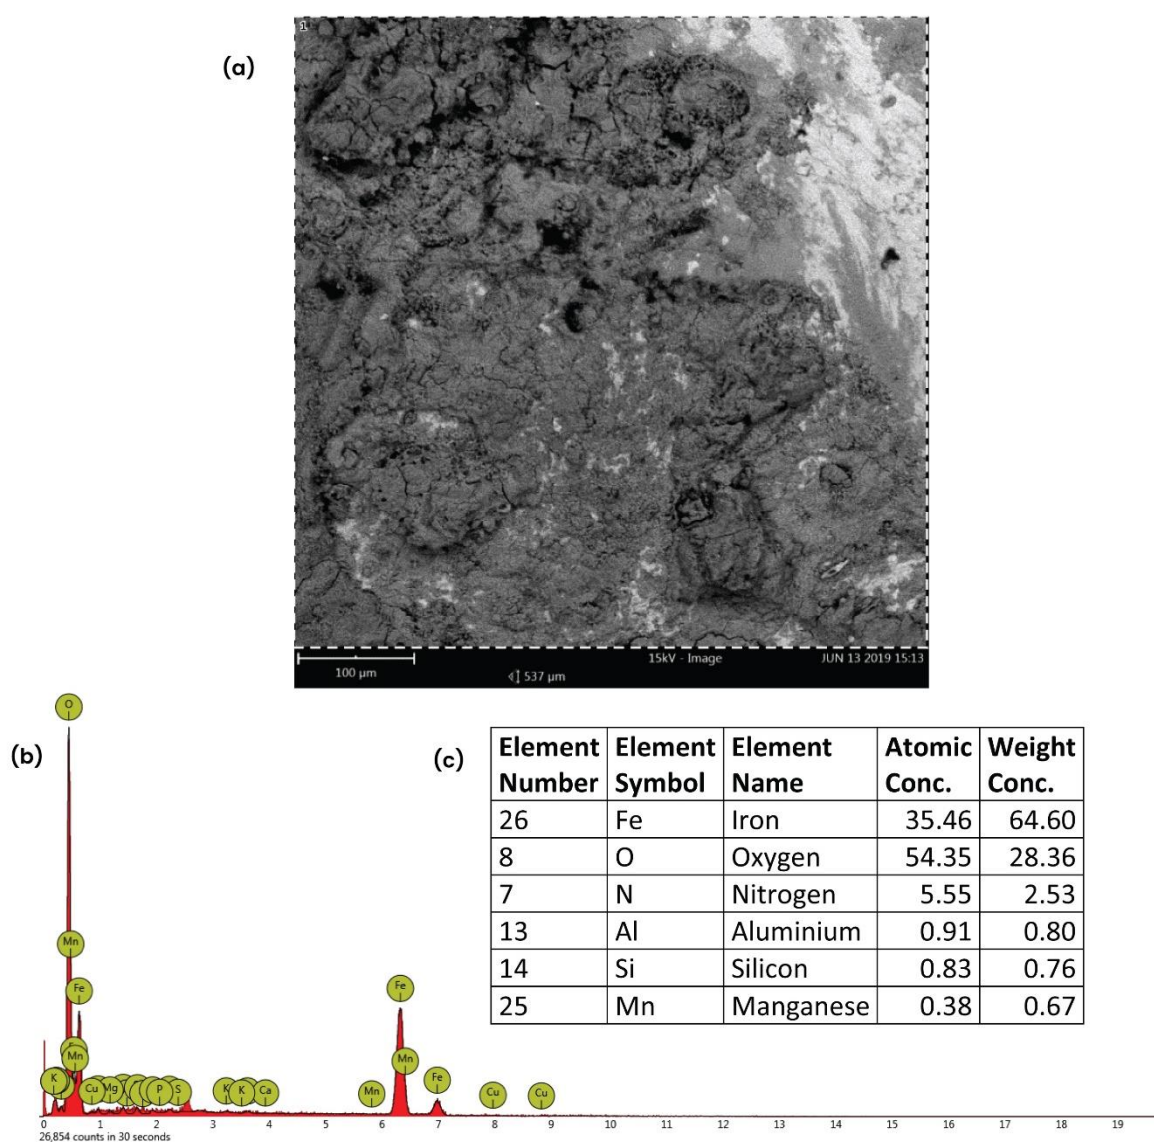 (a)
1
100 µm
537 µm
15kV - Image
JUN 13 2019 15:13
(b)
O
Mn
Fe
Mn
K
Cu
Mg
P
S
K
K
Ca
Mn
Fe
Mn
Fe
Cu
Cu
0 1 2 3 4 5 6 7 8 9 10 11 12 13 14 15 16 17 18 19
26,854 counts in 30 seconds
(c)
Element Number Element Symbol Element Name Atomic Conc. Weight Conc.
26 Fe Iron 35.46 64.60
8 O Oxygen 54.35 28.36
7 N Nitrogen 5.55 2.53
13 Al Aluminium 0.91 0.80
14 Si Silicon 0.83 0.76
25 Mn Manganese 0.38 0.67